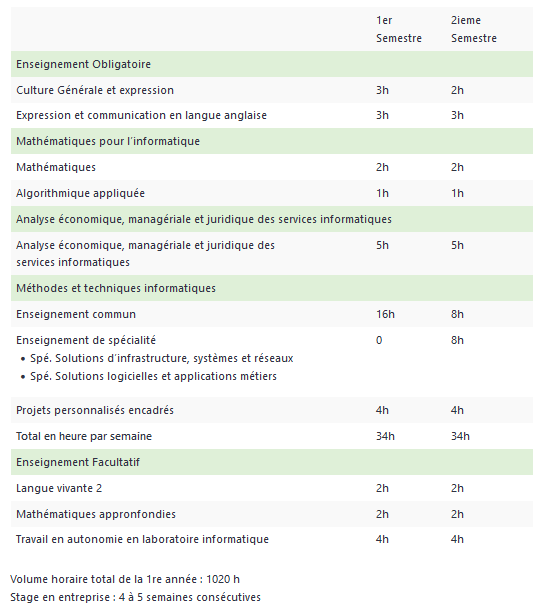 1er 2ieme
Semestre Semestre
Enseignement Obligatoire
Culture Générale et expression 3h 2h
Expression et communication en langue anglaise 3h 3h
Mathématiques pour l’informatique
Mathématiques 2h 2h
Algorithmique appliquée 1h 1h
Analyse économique, managériale et juridique des services informatiques
Analyse économique, managériale et juridique des 5h 5h
services informatiques
Méthodes et techniques informatiques
Enseignement commun 16h 8h
Enseignement de spécialité 0 8h
• Spé. Solutions d’infrastructure, systèmes et réseaux
• Spé. Solutions logicielles et applications métiers
Projets personnalisés encadrés 4h 4h
Total en heure par semaine 34h 34h
Enseignement Facultatif
Langue vivante 2 2h 2h
Mathématiques appronfondies 2h 2h
Travail en autonomie en laboratoire informatique 4h 4h
Volume horaire total de la 1re année : 1020 h
Stage en entreprise : 4 à 5 semaines consécutives